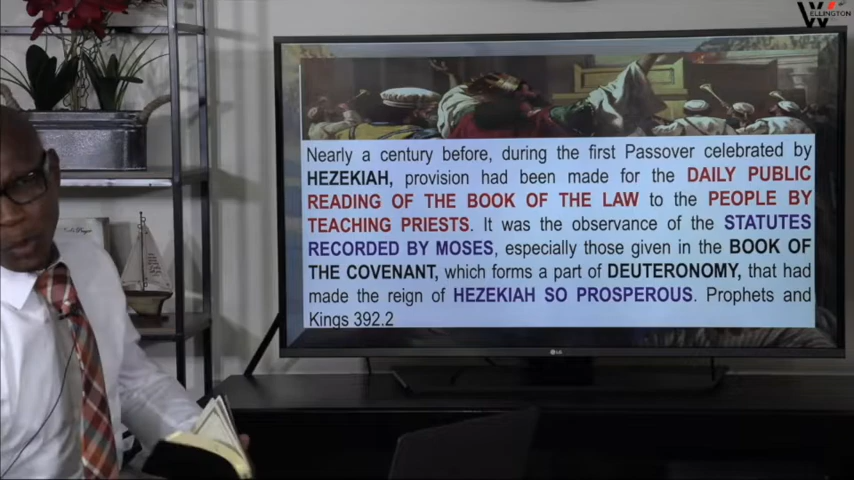 WELLINGTON
Nearly a century before, during the first Passover celebrated by
HEZEKIAH, provision had been made for the DAILY PUBLIC
READING OF THE BOOK OF THE LAW to the PEOPLE BY
TEACHING PRIESTS. It was the observance of the STATUTES
RECORDED BY MOSES, especially those given in the BOOK OF
THE COVENANT, which forms a part of DEUTERONOMY, that had
made the reign of HEZEKIAH SO PROSPEROUS. Prophets and
Kings 392.2
LG